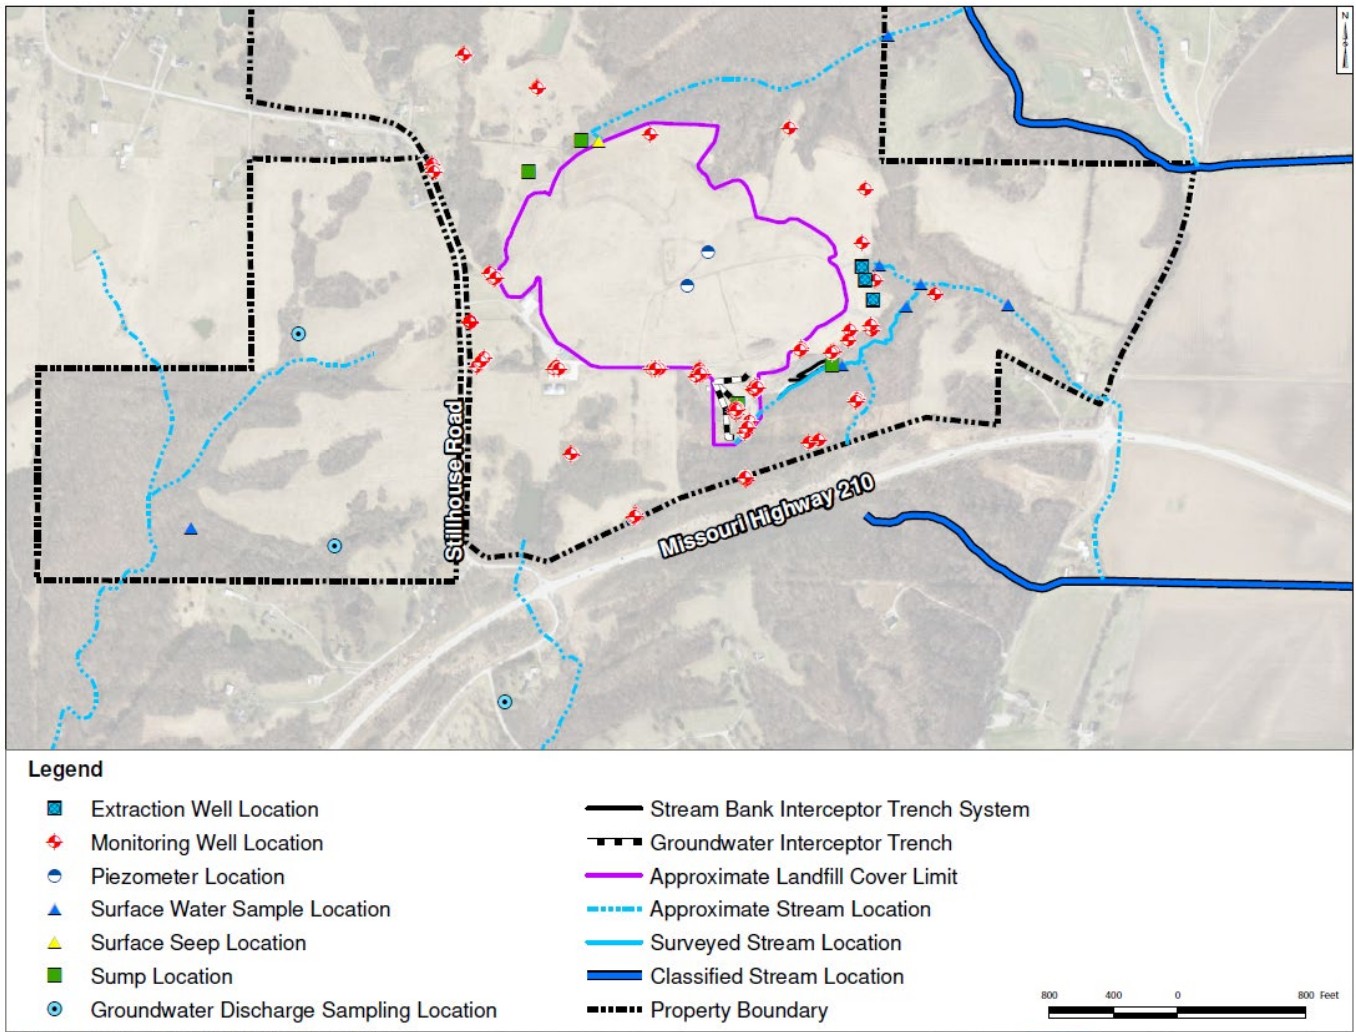 N
Stillhouse Road
Missouri Highway 210
Legend
Extraction Well Location
Monitoring Well Location
Piezometer Location
Surface Water Sample Location
Surface Seep Location
Sump Location
Groundwater Discharge Sampling Location
Stream Bank Interceptor Trench System
Groundwater Interceptor Trench
Approximate Landfill Cover Limit
Approximate Stream Location
Surveyed Stream Location
Classified Stream Location
Property Boundary
800 400 0 800 Feet